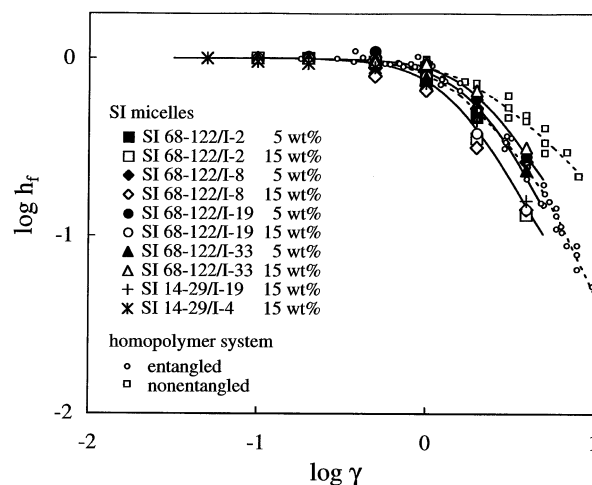 0
-1
-2
log h_f
SI micelles
■ SI 68-122/I-2 5 wt%
□ SI 68-122/I-2 15 wt%
◆ SI 68-122/I-8 5 wt%
◇ SI 68-122/I-8 15 wt%
● SI 68-122/I-19 5 wt%
○ SI 68-122/I-19 15 wt%
▲ SI 68-122/I-33 5 wt%
△ SI 68-122/I-33 15 wt%
+ SI 14-29/I-19 15 wt%
✳ SI 14-29/I-4 15 wt%
homopolymer system
○ entangled
□ nonentangled
-2 -1 0 1
log γ